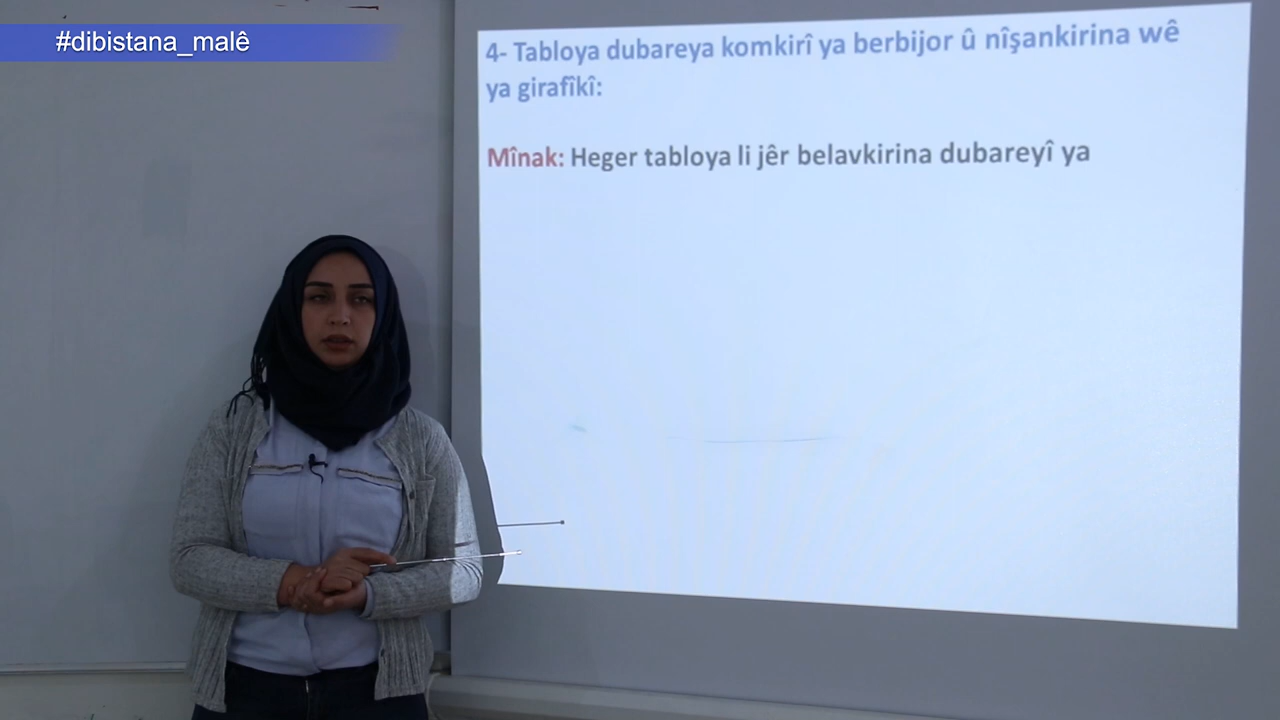 #dibistana_malê
4- Tabloya dubareya komkirî ya berbijor û nîşankirina wê
ya girafîkî:
Mînak: Heger tabloya li jêr belavkirina dubareyî ya